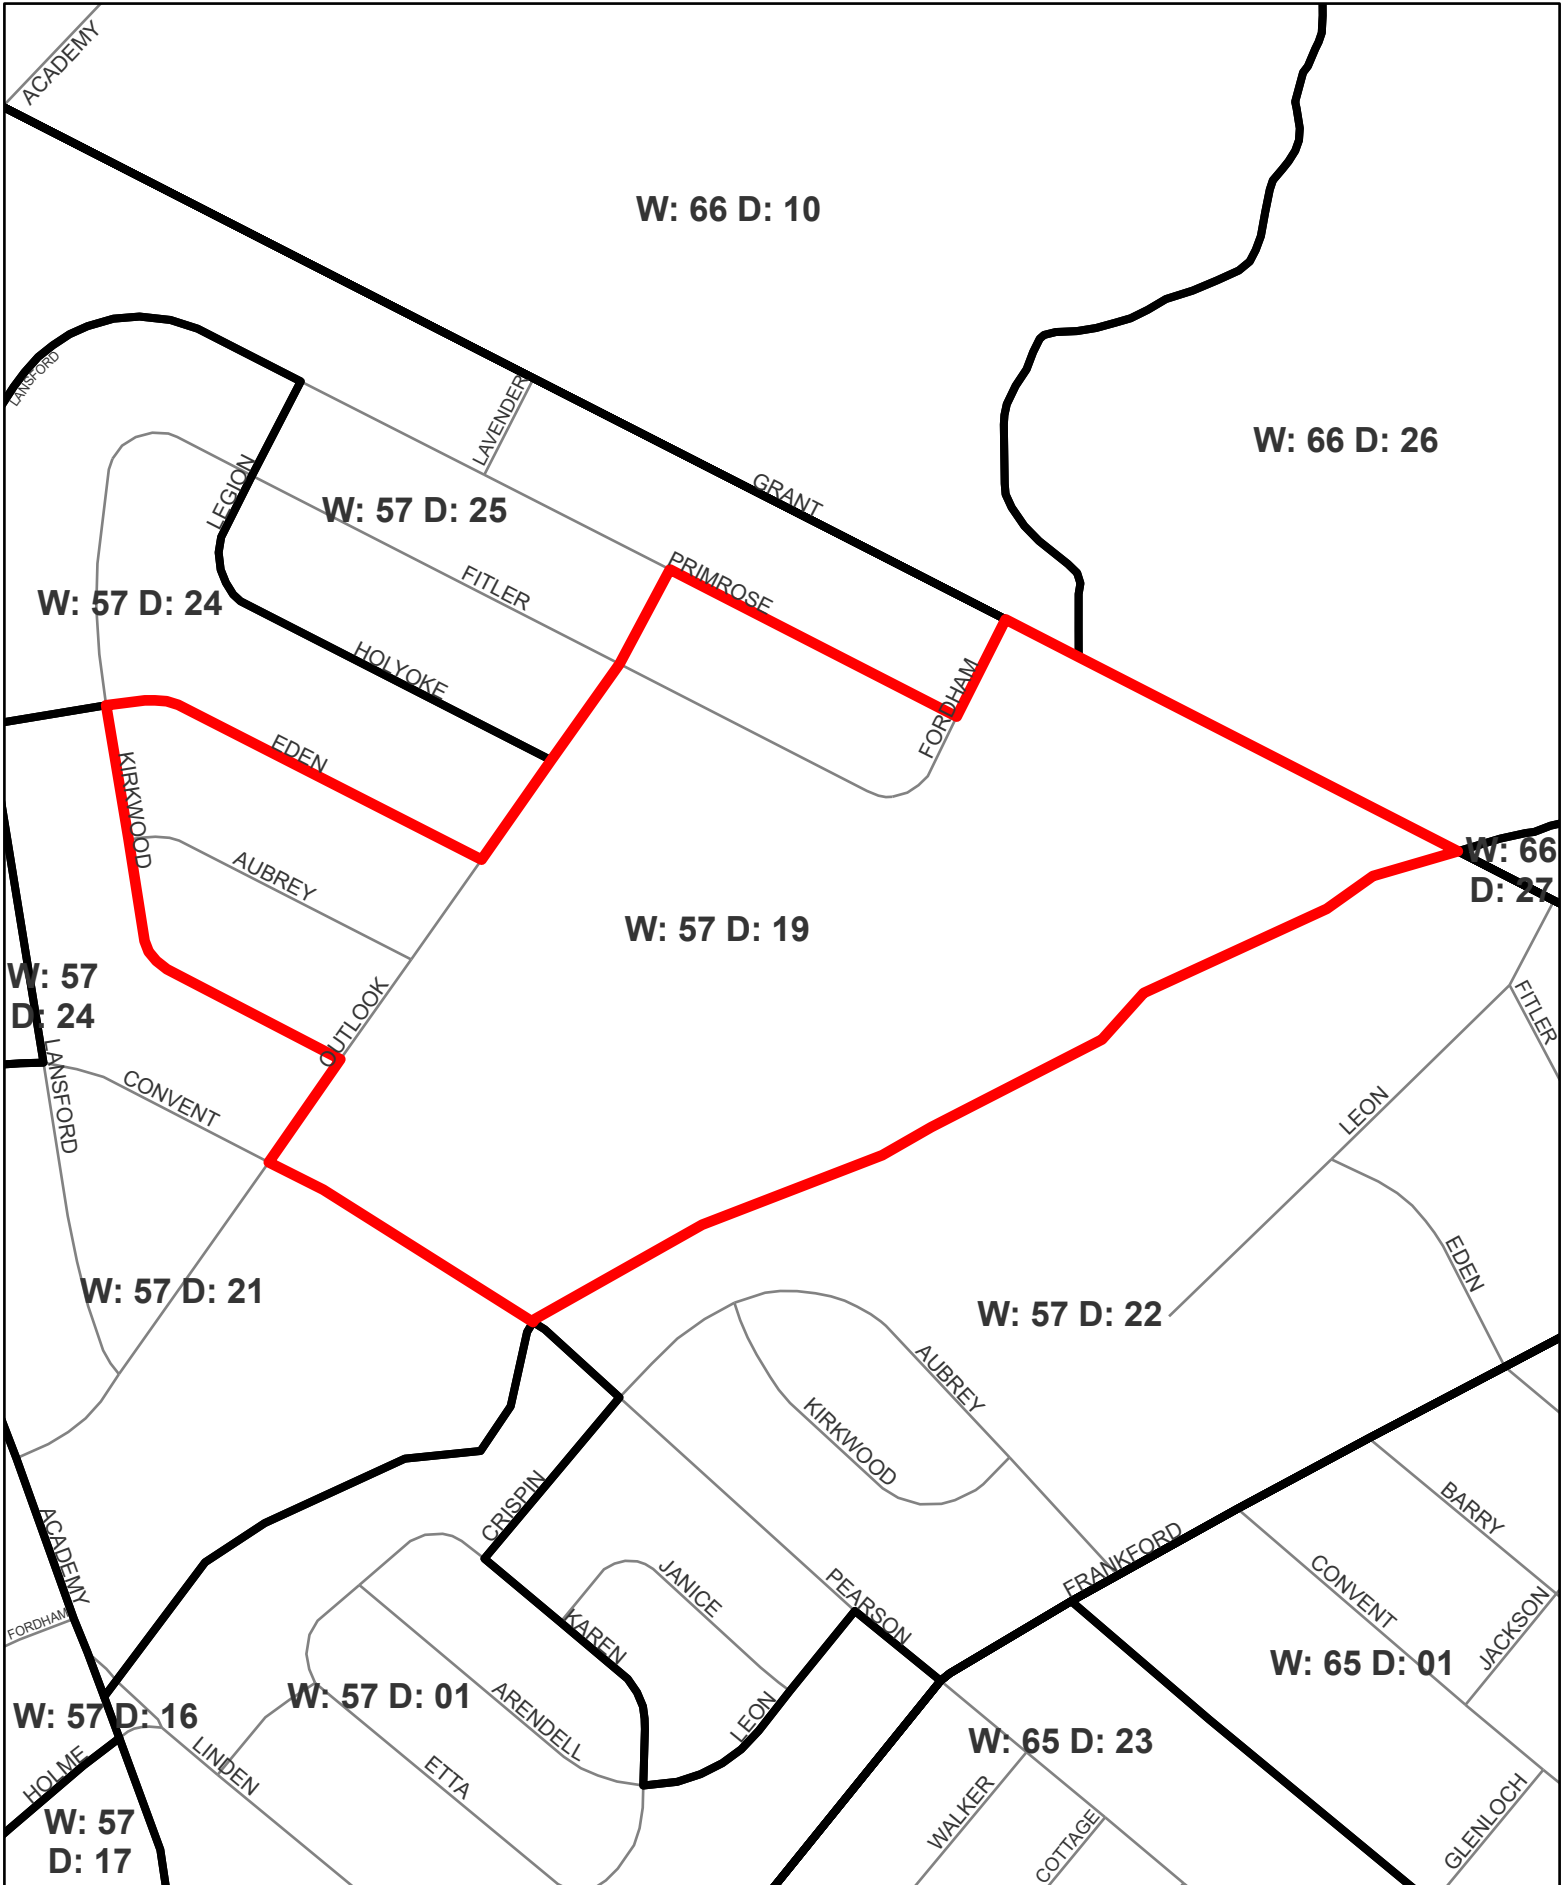 ACADEMY
W: 66 D: 10
LANSFORD
LAVENDER
W: 66 D: 26
LEGION
W: 57 D: 25
GRANT
PRIMROSE
FITLER
W: 57 D: 24
HOLYOKE
FORDHAM
EDEN
KIRKWOOD
AUBREY
W: 66
D: 27
W: 57 D: 19
W: 57
D: 24
OUTLOOK
FITLER
LANSFORD
CONVENT
LEON
W: 57 D: 21
EDEN
W: 57 D: 22
AUBREY
KIRKWOOD
CRISPIN
BARRY
ACADEMY
FRANKFORD
JANICE
PEARSON
CONVENT
FORDHAM
KAREN
JACKSON
W: 65 D: 01
W: 57 D: 01
W: 57 D: 16
ARENDELL
LEON
W: 65 D: 23
HOLME
LINDEN
ETTA
WALKER
GLENLOCH
W: 57
D: 17
COTTAGE